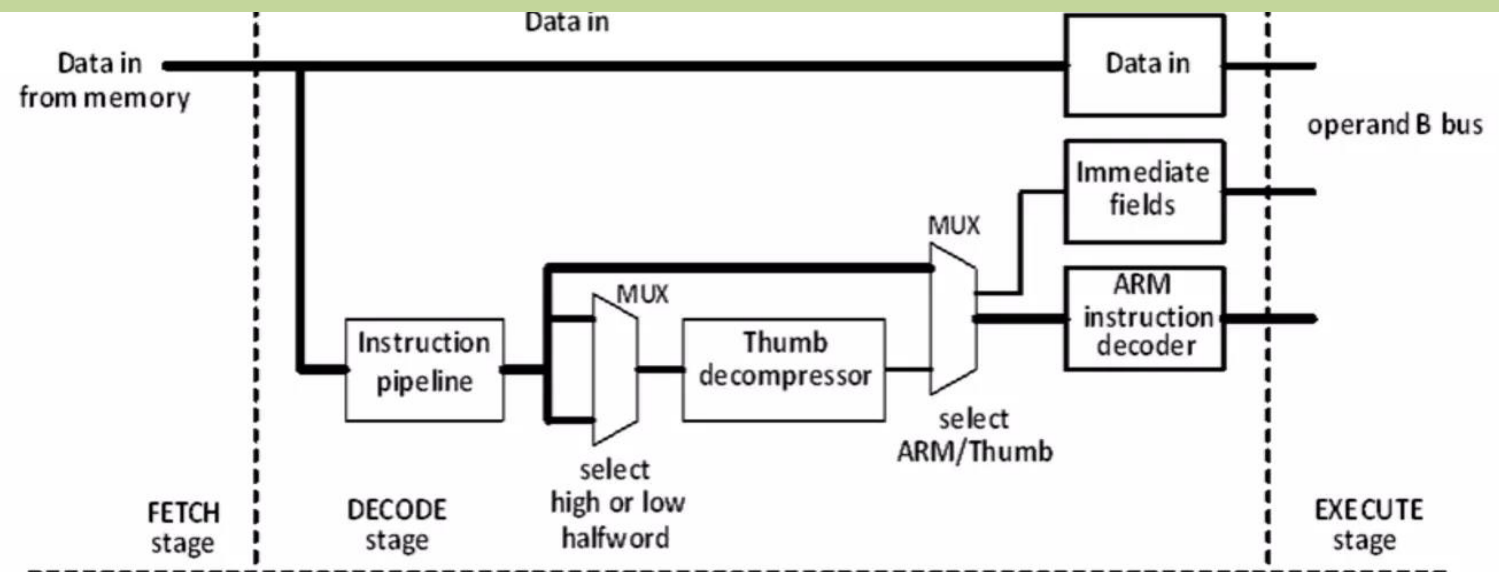 Data in
Data in
from memory
Data in
operand B bus
Immediate
fields
MUX
ARM
instruction
decoder
MUX
Instruction
pipeline
Thumb
decompressor
select
ARM/Thumb
select
high or low
halfword
FETCH
stage
DECODE
stage
EXECUTE
stage